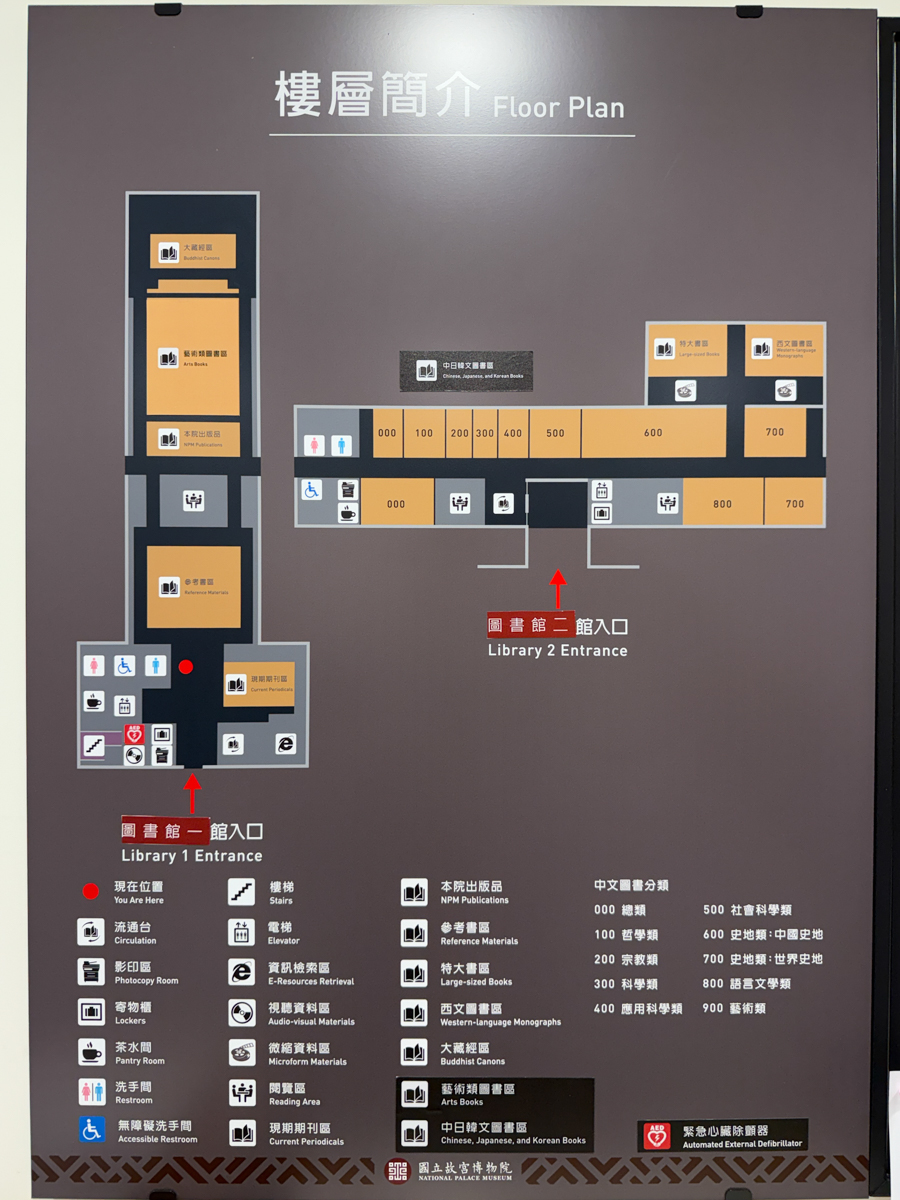 樓層簡介 Floor Plan
大藏經區
Buddhist Canons
藝術類圖書區
Arts Books
本院出版品
NPM Publications
參考書區
Reference Materials
現期期刊區
Current Periodicals
AED
圖書館一館入口
Library 1 Entrance
中日韓文圖書區
Chinese, Japanese, and Korean Books
特大書區
Large-sized Books
西文圖書區
Western-language
Monographs
000 100 200 300 400 500 600 700
000 800 700
圖書館二館入口
Library 2 Entrance
現在位置
You Are Here
流通台
Circulation
影印區
Photocopy Room
寄物櫃
Lockers
茶水間
Pantry Room
洗手間
Restroom
無障礙洗手間
Accessible Restroom
樓梯
Stairs
電梯
Elevator
資訊檢索區
E-Resources Retrieval
視聽資料區
Audio-visual Materials
微縮資料區
Microform Materials
閱覽區
Reading Area
現期期刊區
Current Periodicals
本院出版品
NPM Publications
參考書區
Reference Materials
特大書區
Large-sized Books
西文圖書區
Western-language Monographs
大藏經區
Buddhist Canons
藝術類圖書區
Arts Books
中日韓文圖書區
Chinese, Japanese, and Korean Books
中文圖書分類
000 總類
100 哲學類
200 宗教類
300 科學類
400 應用科學類
500 社會科學類
600 史地類：中國史地
700 史地類：世界史地
800 語言文學類
900 藝術類
AED
緊急心臟除顫器
Automated External Defibrillator
國立故宮博物院
NATIONAL PALACE MUSEUM